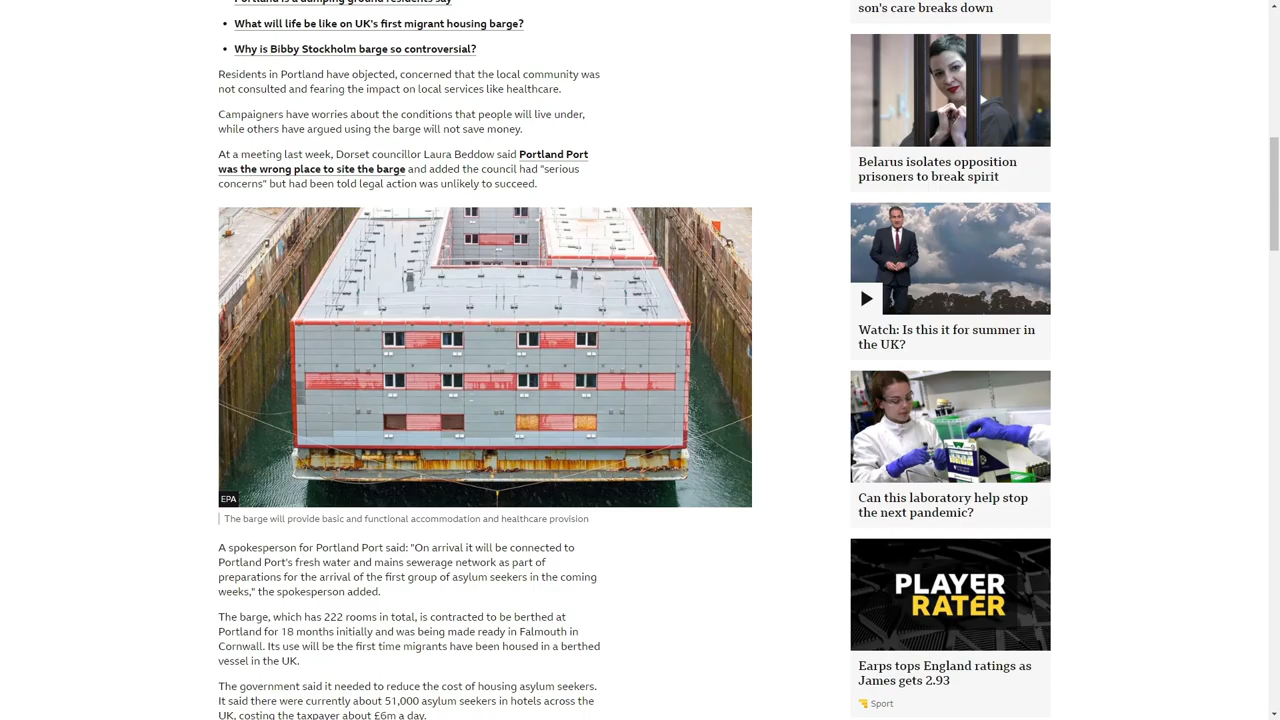 Portland is a dumping ground residents say
What will life be like on UK's first migrant housing barge?
Why is Bibby Stockholm barge so controversial?
Residents in Portland have objected, concerned that the local community was
not consulted and fearing the impact on local services like healthcare.
Campaigners have worries about the conditions that people will live under,
while others have argued using the barge will not save money.
At a meeting last week, Dorset councillor Laura Beddow said Portland Port
was the wrong place to site the barge and added the council had "serious
concerns" but had been told legal action was unlikely to succeed.
EPA
The barge will provide basic and functional accommodation and healthcare provision
A spokesperson for Portland Port said: "On arrival it will be connected to
Portland Port's fresh water and mains sewerage network as part of
preparations for the arrival of the first group of asylum seekers in the coming
weeks," the spokesperson added.
The barge, which has 222 rooms in total, is contracted to be berthed at
Portland for 18 months initially and was being made ready in Falmouth in
Cornwall. Its use will be the first time migrants have been housed in a berthed
vessel in the UK.
The government said it needed to reduce the cost of housing asylum seekers.
It said there were currently about 51,000 asylum seekers in hotels across the
UK, costing the taxpayer about £6m a day.
son's care breaks down
Belarus isolates opposition
prisoners to break spirit
Watch: Is this it for summer in
the UK?
Can this laboratory help stop
the next pandemic?
PLAYER
RATER
Earps tops England ratings as
James gets 2.93
Sport